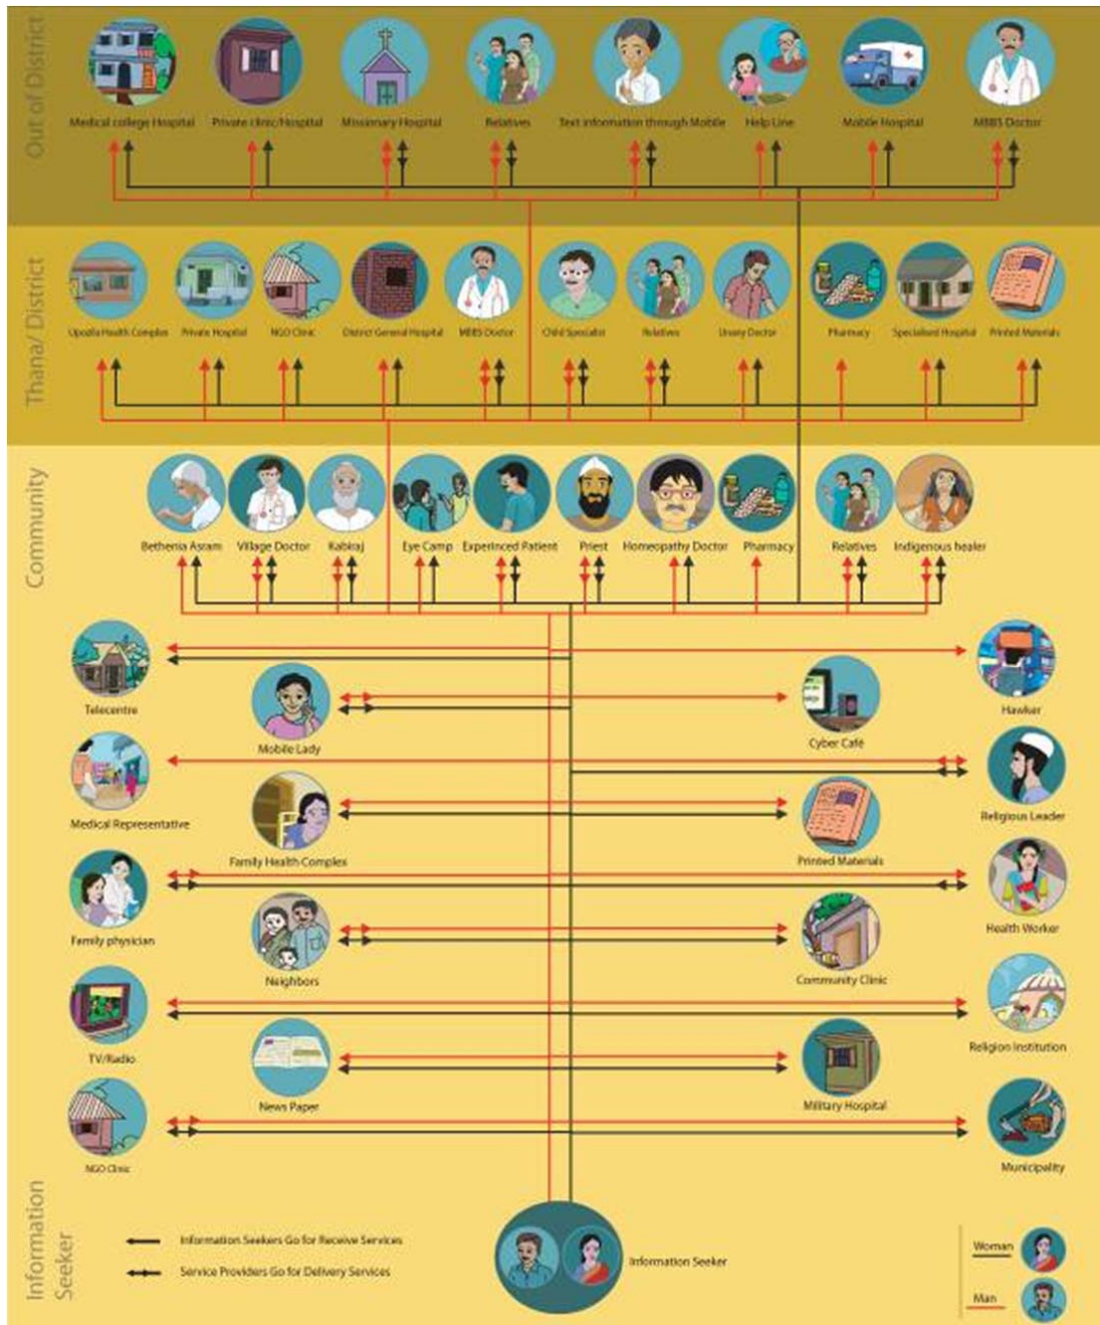 Out of District
Medical college Hospital
Private clinic/Hospital
Missionary Hospital
Relatives
Text information through Mobile
Help Line
Mobile Hospital
MBBS Doctor
Thana/ District
Upozila Health Complex
Private Hospital
NGO Clinic
District General Hospital
MBBS Doctor
Child Specialist
Relatives
Unany Doctor
Pharmacy
Specialised Hospital
Printed Materials
Community
Bethenia Asram
Village Doctor
Kabiraj
Eye Camp
Experinced Patient
Priest
Homeopathy Doctor
Pharmacy
Relatives
Indigenous healer
Telecentre
Hawker
Mobile Lady
Cyber Café
Medical Representative
Religious Leader
Family Health Complex
Printed Materials
Family physician
Health Worker
Neighbors
Community Clinic
TV/Radio
Religion Institution
News Paper
Military Hospital
NGO Clinic
Municipality
Information
Seeker
Information Seekers Go for Receive Services
Service Providers Go for Delivery Services
Information Seeker
Woman
Man